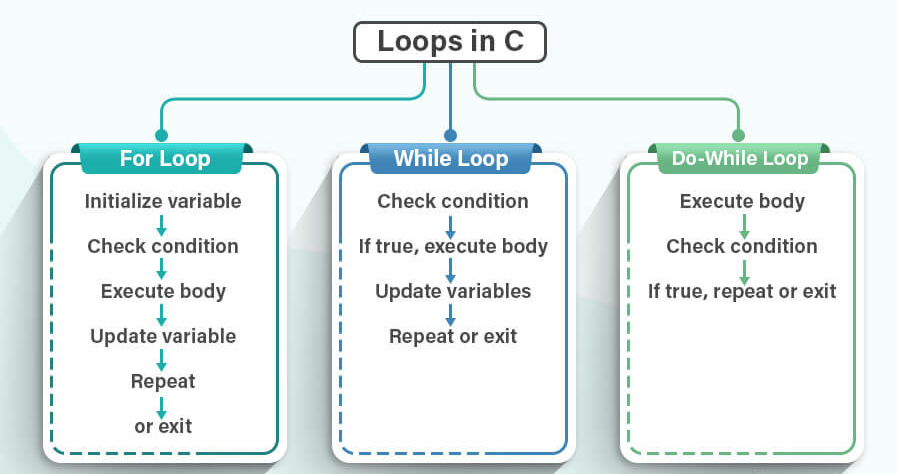 Loops in C
For Loop
Initialize variable
Check condition
Execute body
Update variable
Repeat
or exit
While Loop
Check condition
If true, execute body
Update variables
Repeat or exit
Do-While Loop
Execute body
Check condition
If true, repeat or exit